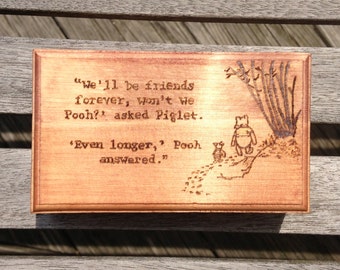 “We'll be friends
forever, won't we
Pooh?’ asked Piglet.
‘Even longer,’ Pooh
answered.”